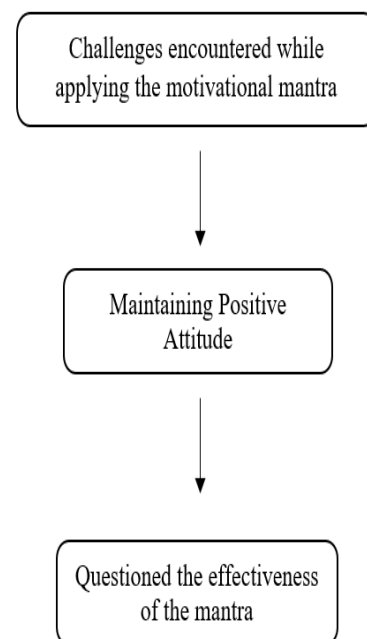 Challenges encountered while
applying the motivational mantra
Maintaining Positive
Attitude
Questioned the effectiveness
of the mantra